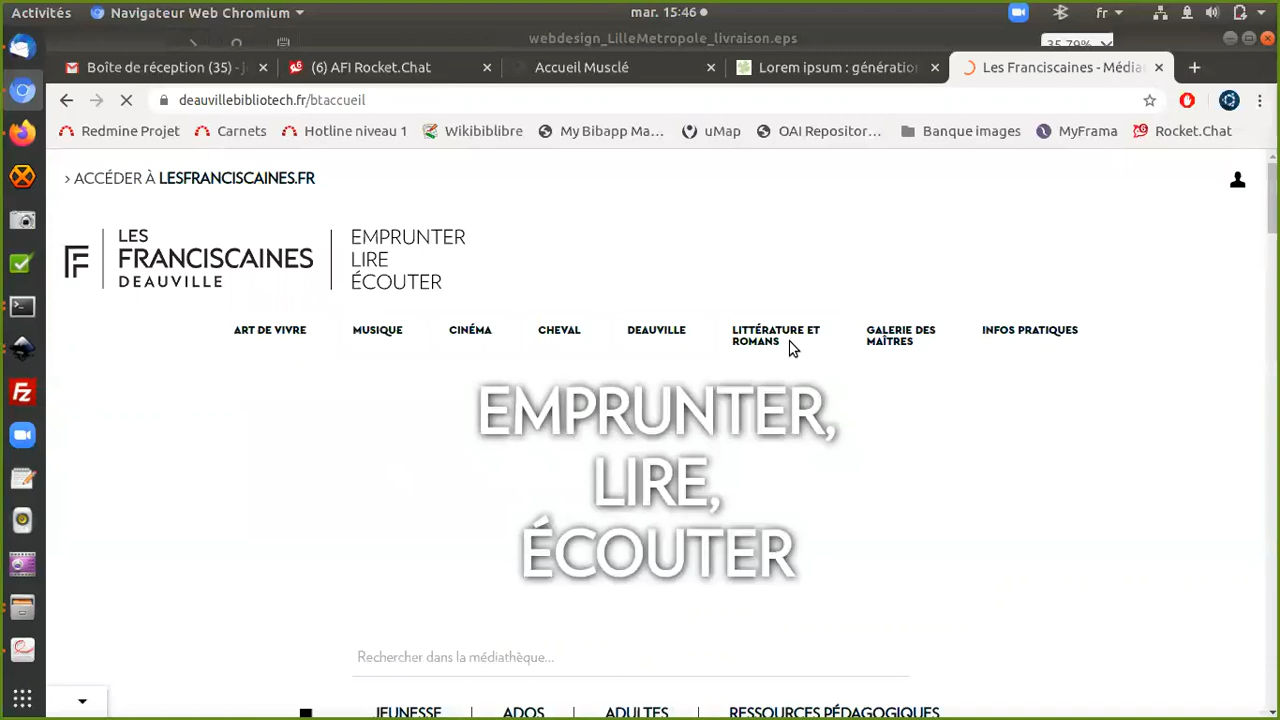 Activités
Navigateur Web Chromium
mar. 15:46
fr
webdesign_LilleMetropole_livraison.eps
35,79%
Boîte de réception (35) - j
(6) AFI Rocket.Chat
Accueil Musclé
Lorem ipsum : génération
Les Franciscaines - Média
deauvillebibliotech.fr/btaccueil
Redmine Projet
Carnets
Hotline niveau 1
Wikibiblibre
My Bibapp Ma...
uMap
OAI Repositor...
Banque images
MyFrama
Rocket.Chat
> ACCÉDER À LESFRANCISCAINES.FR
LES
FRANCISCAINES
DEAUVILLE
EMPRUNTER
LIRE
ÉCOUTER
ART DE VIVRE
MUSIQUE
CINÉMA
CHEVAL
DEAUVILLE
LITTÉRATURE ET
ROMANS
GALERIE DES
MAÎTRES
INFOS PRATIQUES
EMPRUNTER,
LIRE,
ÉCOUTER
Rechercher dans la médiathèque...
JEUNESSE | ADOS | ADULTES | RESSOURCES PÉDAGOGIQUES